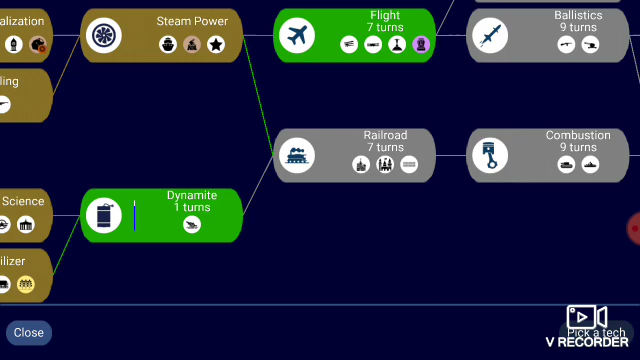 alization
Steam Power
Flight
7 turns
Ballistics
9 turns
ling
Railroad
7 turns
Combustion
9 turns
Science
Dynamite
1 turns
ilizer
Close
Pick a tech
V RECORDER